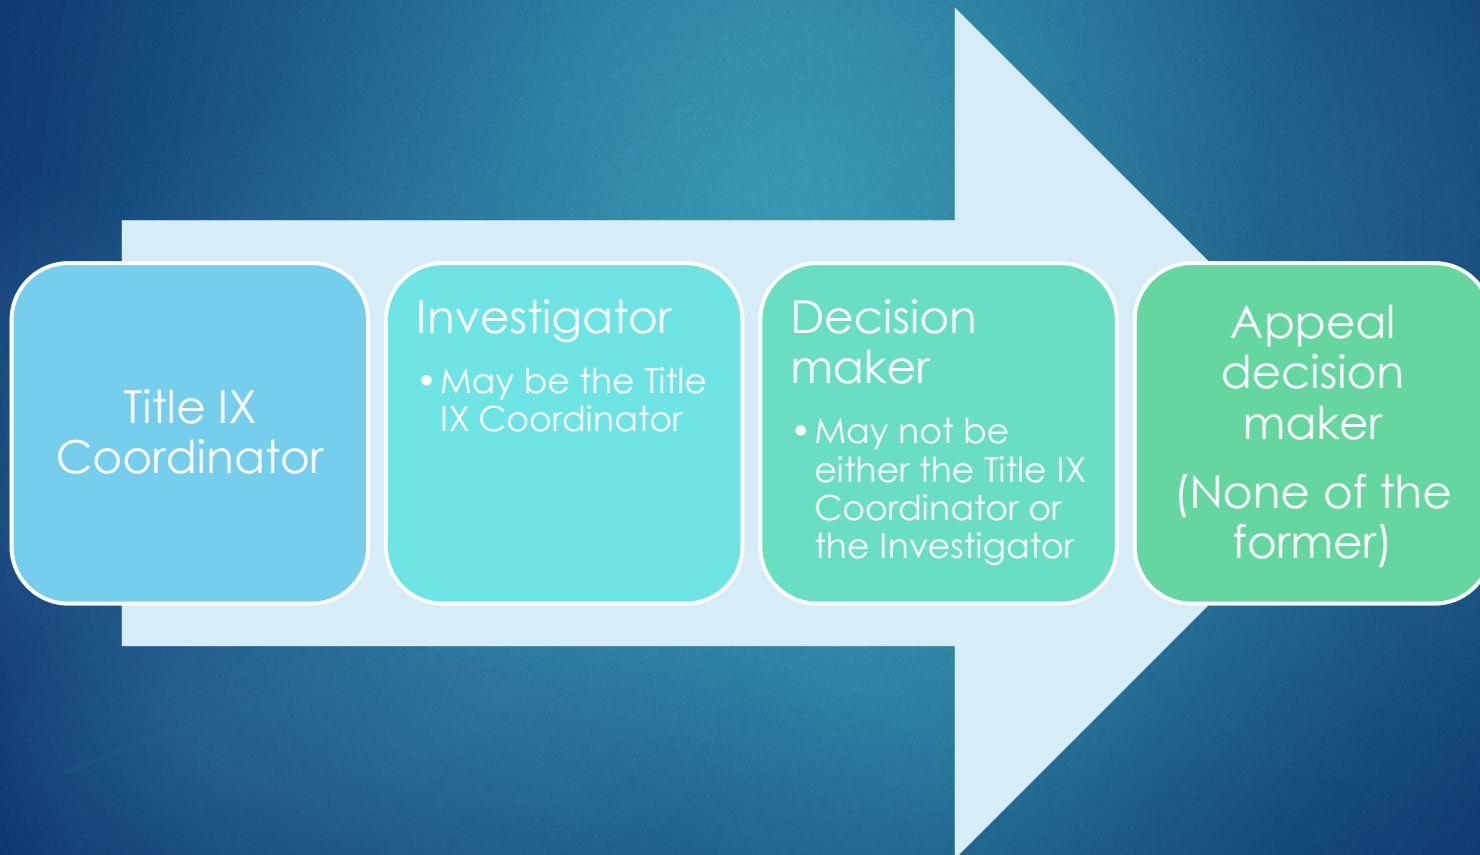 Title IX
Coordinator
Investigator
•May be the Title
IX Coordinator
Decision
maker
•May not be
either the Title IX
Coordinator or
the Investigator
Appeal
decision
maker
(None of the
former)